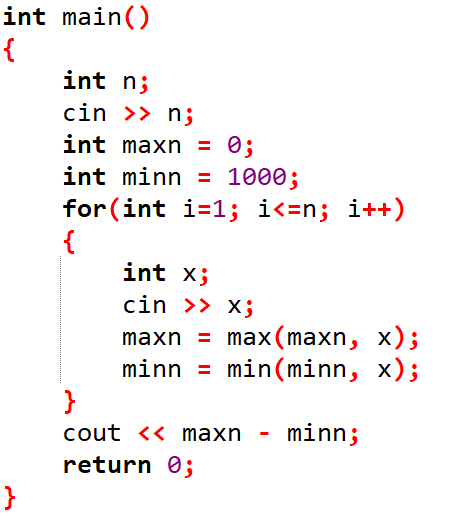 int main()
{
    int n;
    cin >> n;
    int maxn = 0;
    int minn = 1000;
    for(int i=1; i<=n; i++)
    {
        int x;
        cin >> x;
        maxn = max(maxn, x);
        minn = min(minn, x);
    }
    cout << maxn - minn;
    return 0;
}